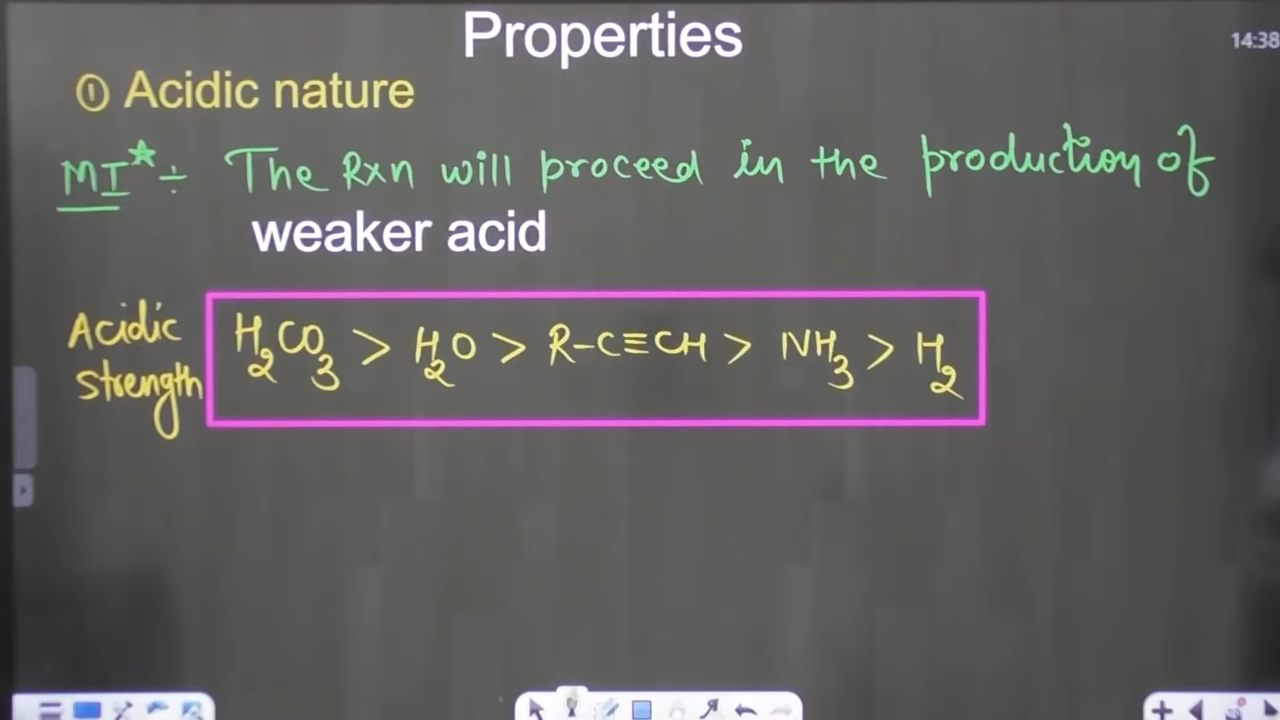 Properties
14:38
① Acidic nature
MI* ÷ The Rxn will proceed in the production of
weaker acid
Acidic strength
H₂CO₃ > H₂O > R-C≡CH > NH₃ > H₂